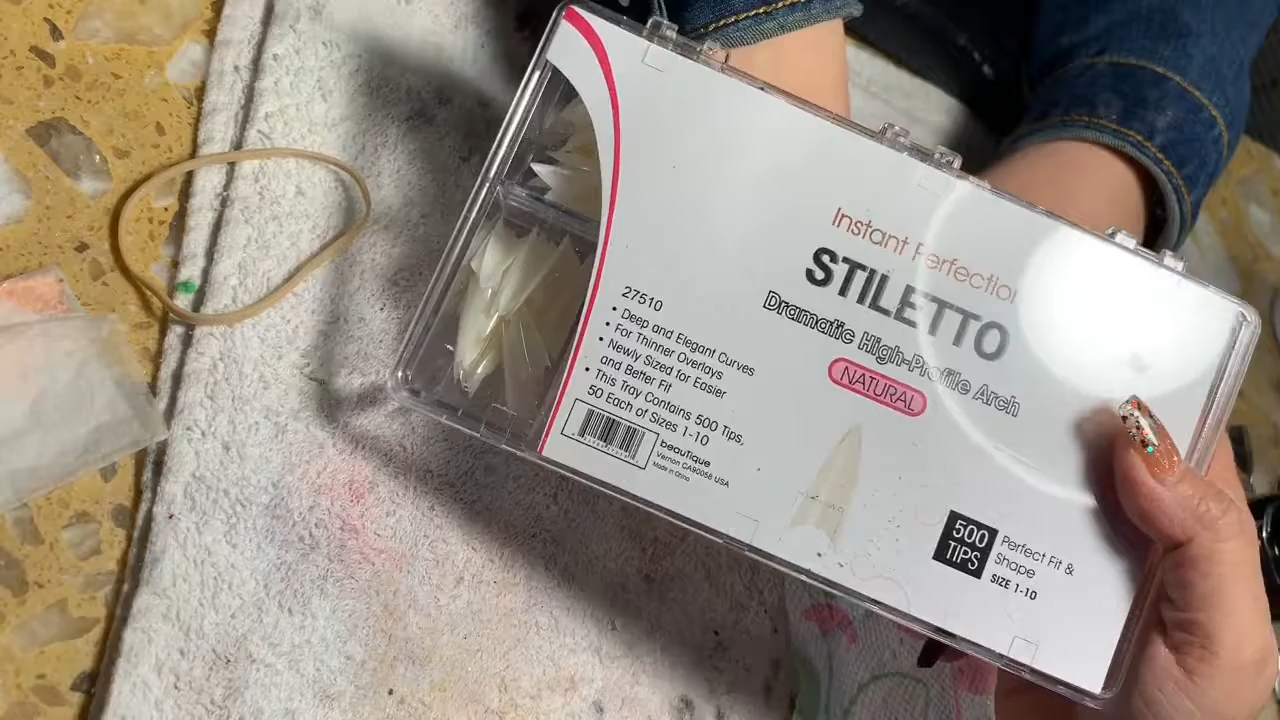 Instant Perfection
STILETTO
Dramatic High-Profile Arch
NATURAL
27510
• Deep and Elegant Curves
• For Thinner Overlays
• Newly Sized for Easier
and Better Fit
• This Tray Contains 500 Tips,
50 Each of Sizes 1-10
beauTique
Vernon CA90058 USA
Made in China
500
TIPS
Perfect Fit &
Shape
SIZE 1-10